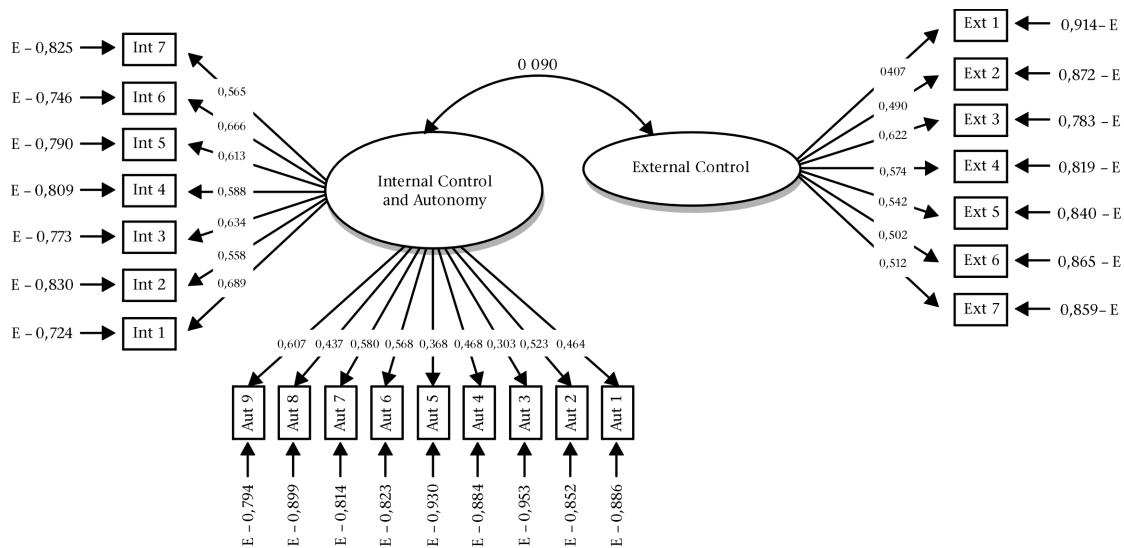 E – 0,825
Int 7
0,565
E – 0,746
Int 6
0,666
E – 0,790
Int 5
0,613
E – 0,809
Int 4
0,588
E – 0,773
Int 3
0,634
E – 0,830
Int 2
0,558
E – 0,724
Int 1
0,689
0 090
Internal Control
and Autonomy
External Control
0407
Ext 1
0,914– E
0,490
Ext 2
0,872 – E
0,622
Ext 3
0,783 – E
0,574
Ext 4
0,819 – E
0,542
Ext 5
0,840 – E
0,502
Ext 6
0,865 – E
0,512
Ext 7
0,859– E
0,607 0,437 0,580 0,568 0,368 0,468 0,303 0,523 0,464
Aut 9
Aut 8
Aut 7
Aut 6
Aut 5
Aut 4
Aut 3
Aut 2
Aut 1
E – 0,794
E – 0,899
E – 0,814
E – 0,823
E – 0,930
E – 0,884
E – 0,953
E – 0,852
E – 0,886